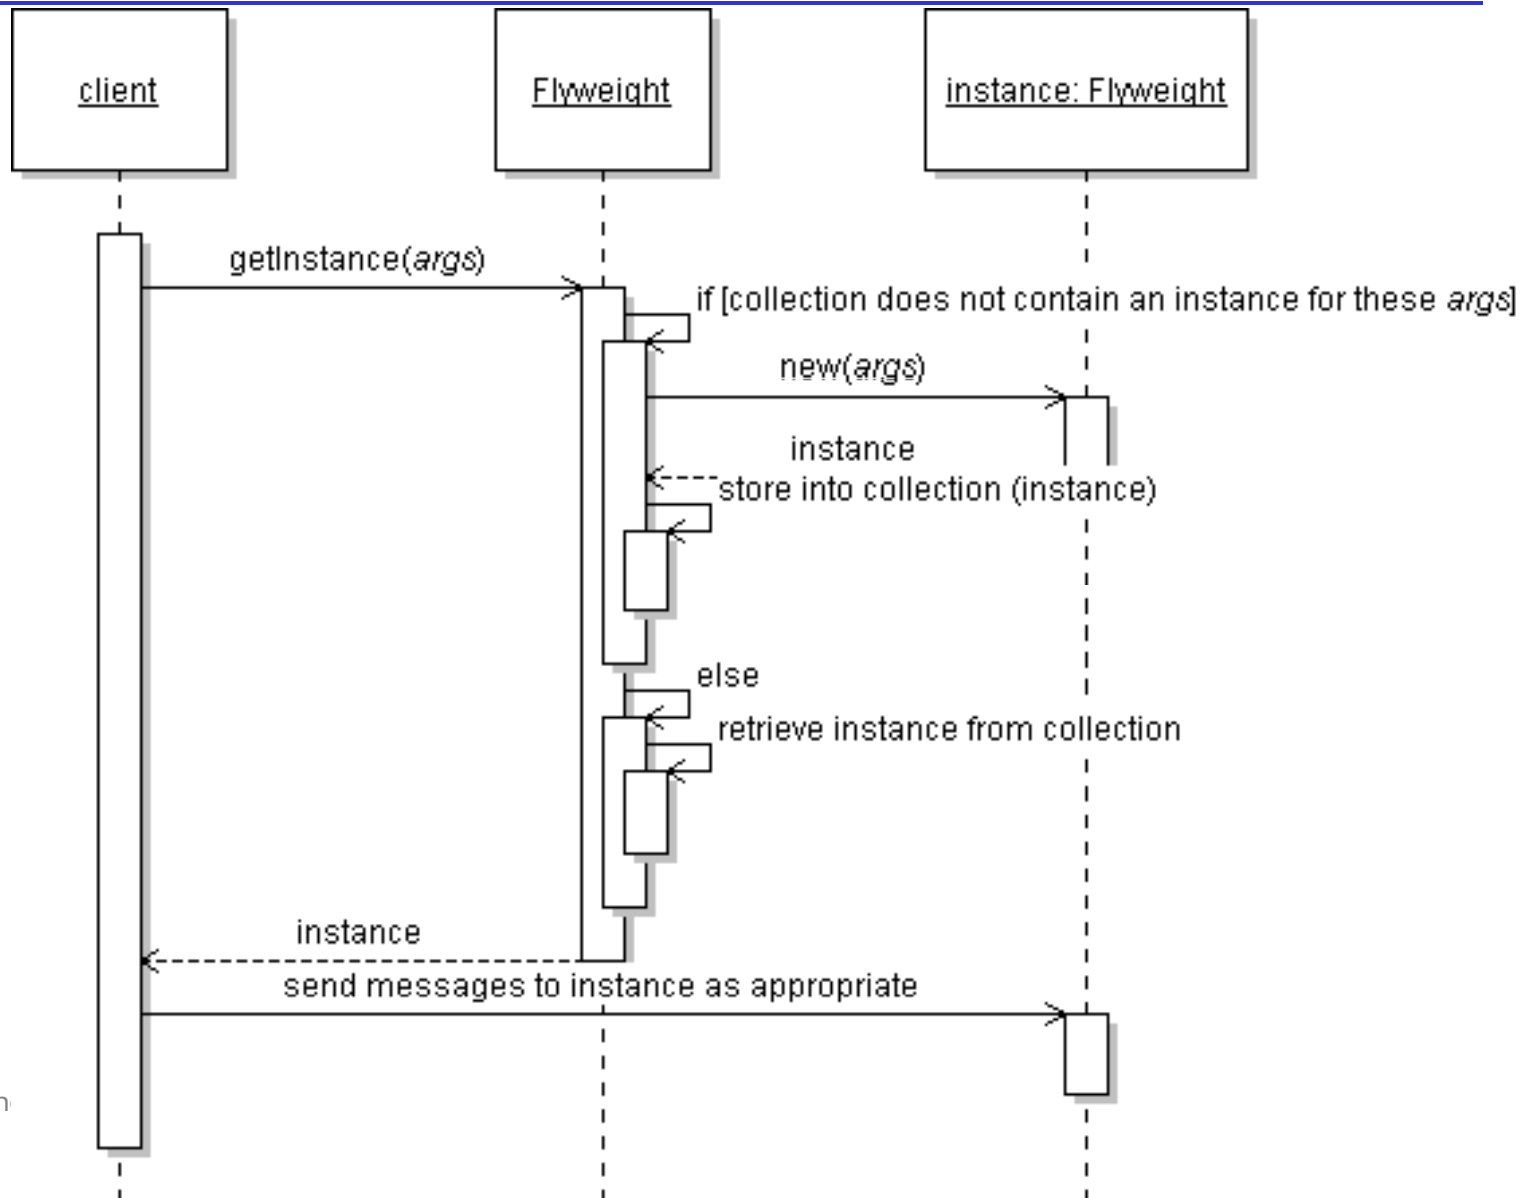 client
Flyweight
instance: Flyweight
getInstance(args)
if [collection does not contain an instance for these args]
new(args)
instance
store into collection (instance)
else
retrieve instance from collection
instance
send messages to instance as appropriate